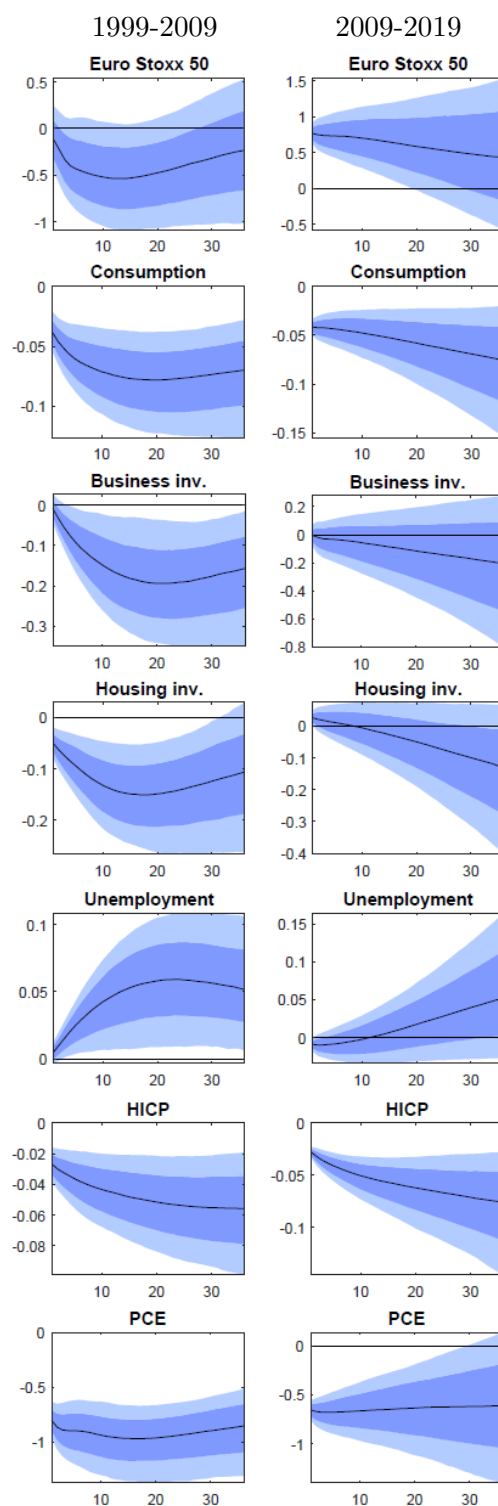 1999-2009 2009-2019
Euro Stoxx 50 Euro Stoxx 50
0.5 1.5
0 1
-0.5 0.5
-1 0
-0.5
10 20 30 10 20 30
Consumption Consumption
0 0
-0.05 -0.05
-0.1 -0.1
-0.15
10 20 30 10 20 30
Business inv. Business inv.
0 0.2
-0.1 0
-0.2 -0.2
-0.3 -0.4
-0.6
-0.8
10 20 30 10 20 30
Housing inv. Housing inv.
0 0
-0.1 -0.1
-0.2 -0.2
-0.3
-0.4
10 20 30 10 20 30
Unemployment Unemployment
0.1 0.15
0.05 0.1
0 0.05
0
10 20 30 10 20 30
HICP HICP
0 0
-0.02 -0.05
-0.04 -0.1
-0.06
-0.08
10 20 30 10 20 30
PCE PCE
0 0
-0.5 -0.5
-1 -1
10 20 30 10 20 30